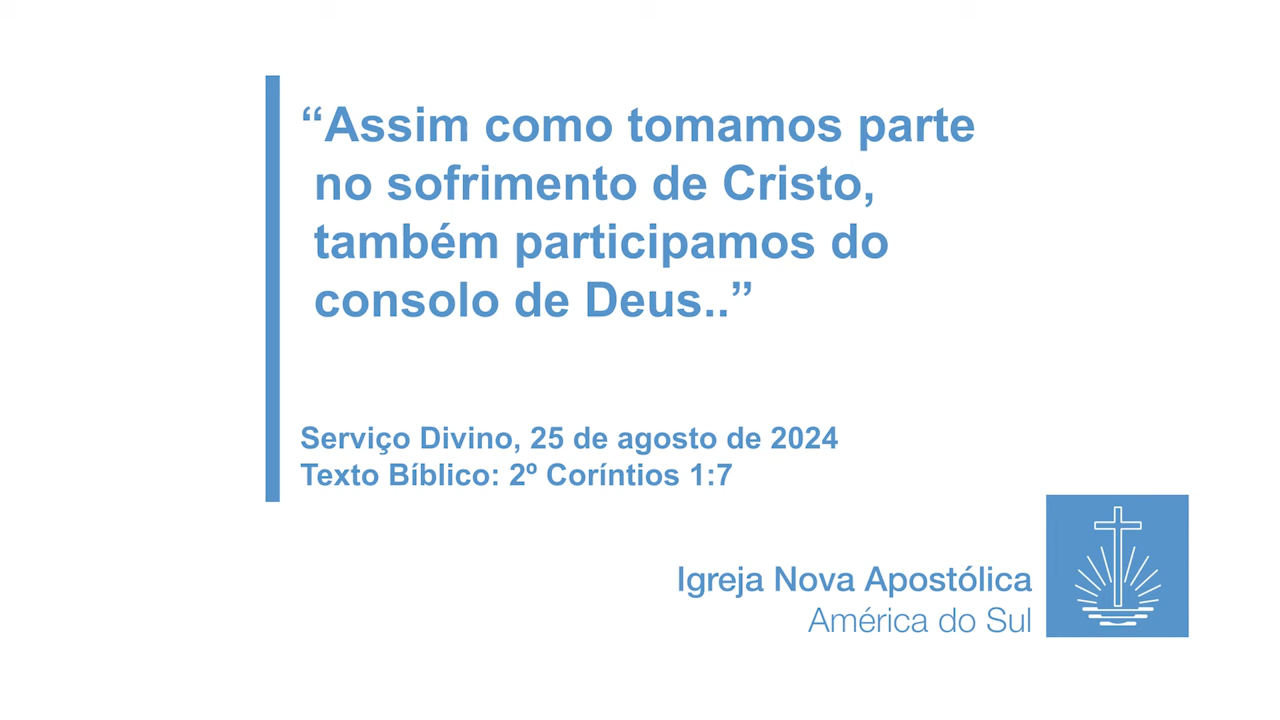 “Assim como tomamos parte
no sofrimento de Cristo,
também participamos do
consolo de Deus..”
Serviço Divino, 25 de agosto de 2024
Texto Bíblico: 2º Coríntios 1:7
Igreja Nova Apostólica
América do Sul